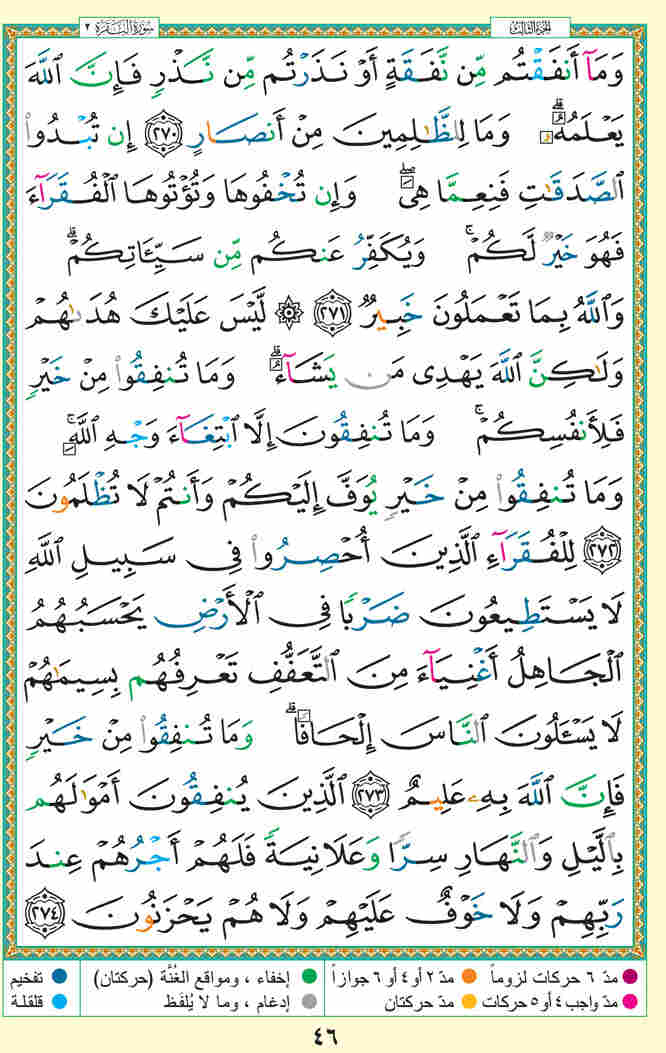 الجزء الثالث
سورة البقرة ٢
وَمَآ أَنفَقْتُم مِّن نَّفَقَةٍ أَوْ نَذَرْتُم مِّن نَّذْرٍ فَإِنَّ ٱللَّهَ
يَعْلَمُهُۥۗ وَمَا لِلظَّٰلِمِينَ مِنْ أَنصَارٍ ٢٧٠ إِن تُبْدُوا۟
ٱلصَّدَقَٰتِ فَنِعِمَّا هِىَۖ وَإِن تُخْفُوهَا وَتُؤْتُوهَا ٱلْفُقَرَآءَ
فَهُوَ خَيْرٌ لَّكُمْۚ وَيُكَفِّرُ عَنكُم مِّن سَيِّـَٔاتِكُمْۗ
وَٱللَّهُ بِمَا تَعْمَلُونَ خَبِيرٌ ٢٧١ ۞ لَّيْسَ عَلَيْكَ هُدَىٰهُمْ
وَلَٰكِنَّ ٱللَّهَ يَهْدِى مَن يَشَآءُۗ وَمَا تُنفِقُوا۟ مِنْ خَيْرٍ
فَلِأَنفُسِكُمْۚ وَمَا تُنفِقُونَ إِلَّا ٱبْتِغَآءَ وَجْهِ ٱللَّهِۚ
وَمَا تُنفِقُوا۟ مِنْ خَيْرٍ يُوَفَّ إِلَيْكُمْ وَأَنتُمْ لَا تُظْلَمُونَ
٢٧٢ لِلْفُقَرَآءِ ٱلَّذِينَ أُحْصِرُوا۟ فِى سَبِيلِ ٱللَّهِ
لَا يَسْتَطِيعُونَ ضَرْبًا فِى ٱلْأَرْضِ يَحْسَبُهُمُ
ٱلْجَاهِلُ أَغْنِيَآءَ مِنَ ٱلتَّعَفُّفِ تَعْرِفُهُم بِسِيمَٰهُمْ
لَا يَسْـَٔلُونَ ٱلنَّاسَ إِلْحَافًاۗ وَمَا تُنفِقُوا۟ مِنْ خَيْرٍ
فَإِنَّ ٱللَّهَ بِهِۦ عَلِيمٌ ٢٧٣ ٱلَّذِينَ يُنفِقُونَ أَمْوَٰلَهُم
بِٱلَّيْلِ وَٱلنَّهَارِ سِرًّا وَعَلَانِيَةً فَلَهُمْ أَجْرُهُمْ عِندَ
رَبِّهِمْ وَلَا خَوْفٌ عَلَيْهِمْ وَلَا هُمْ يَحْزَنُونَ ٢٧٤
مدّ ٦ حركات لزوماً مدّ ٢ أو ٤ أو ٦ جوازاً إخفاء ، ومواقع الغُنَّة (حركتان) تفخيم
مدّ واجب ٤ أو ٥ حركات مدّ حركتان إدغام ، وما لا يُلفَظ قلقلة
٤٦